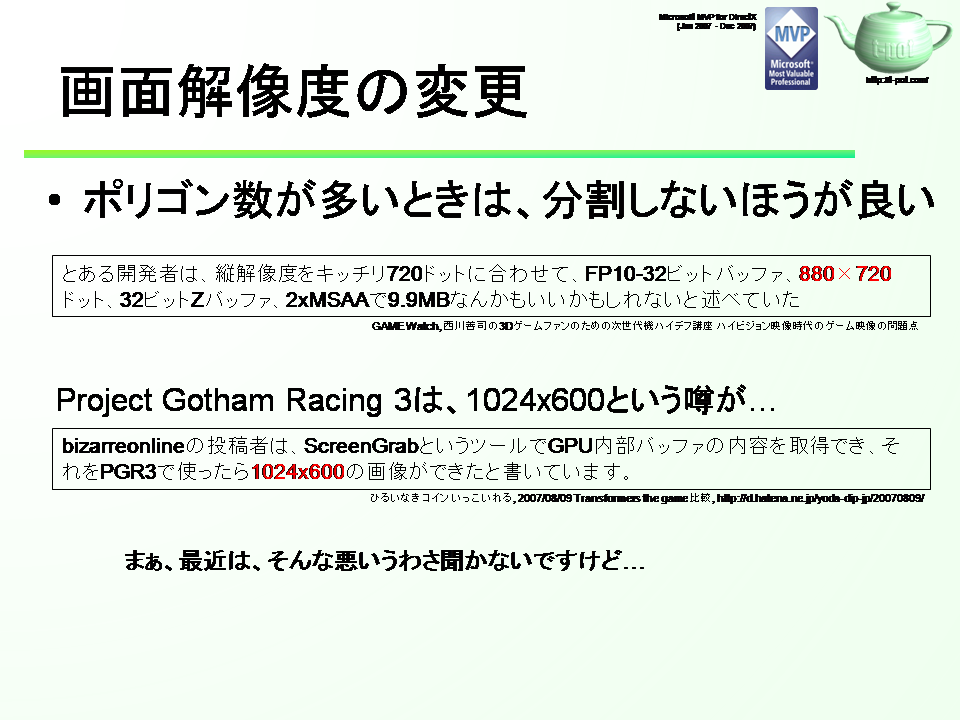 Microsoft MVP for DirectX
(Jan 2007 - Dec 2007)
MVP
Microsoft®
Most Valuable
Professional
t-pot
http://t-pot.com/
画面解像度の変更
• ポリゴン数が多いときは、分割しないほうが良い
とある開発者は、縦解像度をキッチリ720ドットに合わせて、FP10-32ビットバッファ、880×720
ドット、32ビットZバッファ、2xMSAAで9.9MBなんかもいいかもしれないと述べていた
GAME Watch, 西川善司の3Dゲームファンのための次世代機ハイデフ講座 ハイビジョン映像時代のゲーム映像の問題点
Project Gotham Racing 3は、1024x600という噂が…
bizarreonlineの投稿者は、ScreenGrabというツールでGPU内部バッファの内容を取得でき、そ
れをPGR3で使ったら1024x600の画像ができたと書いています。
ひるいなきコインいっこいれる, 2007/08/09 Transformers the game比較, http://d.hatena.ne.jp/yoda-dip-jp/20070809/
まぁ、最近は、そんな悪いうわさ聞かないですけど…